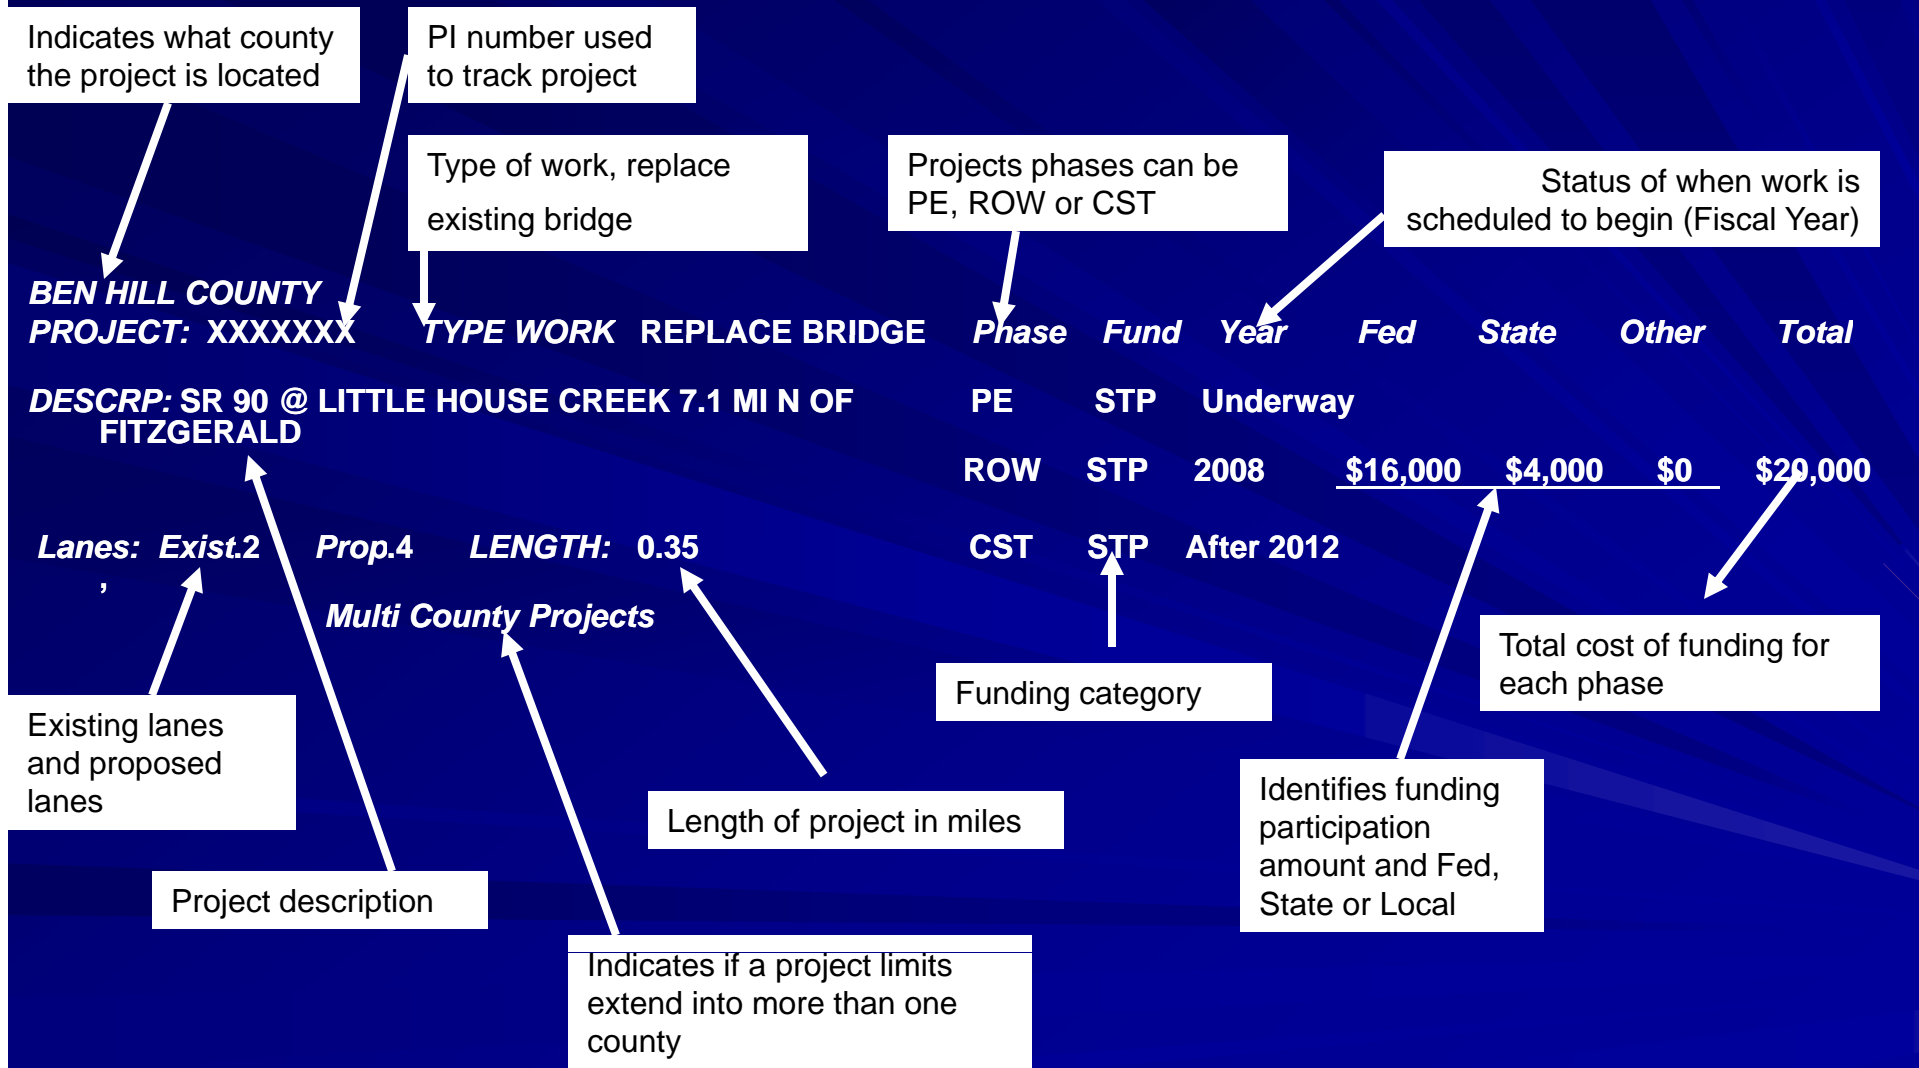 Indicates what county
the project is located
PI number used
to track project
Type of work, replace
existing bridge
Projects phases can be
PE, ROW or CST
Status of when work is
scheduled to begin (Fiscal Year)
BEN HILL COUNTY
PROJECT: XXXXXXX TYPE WORK REPLACE BRIDGE Phase Fund Year Fed State Other Total
DESCRP: SR 90 @ LITTLE HOUSE CREEK 7.1 MI N OF PE STP Underway
FITZGERALD
ROW STP 2008 $16,000 $4,000 $0 $20,000
Lanes: Exist.2 Prop.4 LENGTH: 0.35 CST STP After 2012
,
Multi County Projects
Total cost of funding for
each phase
Funding category
Existing lanes
and proposed
lanes
Length of project in miles
Identifies funding
participation
amount and Fed,
State or Local
Project description
Indicates if a project limits
extend into more than one
county